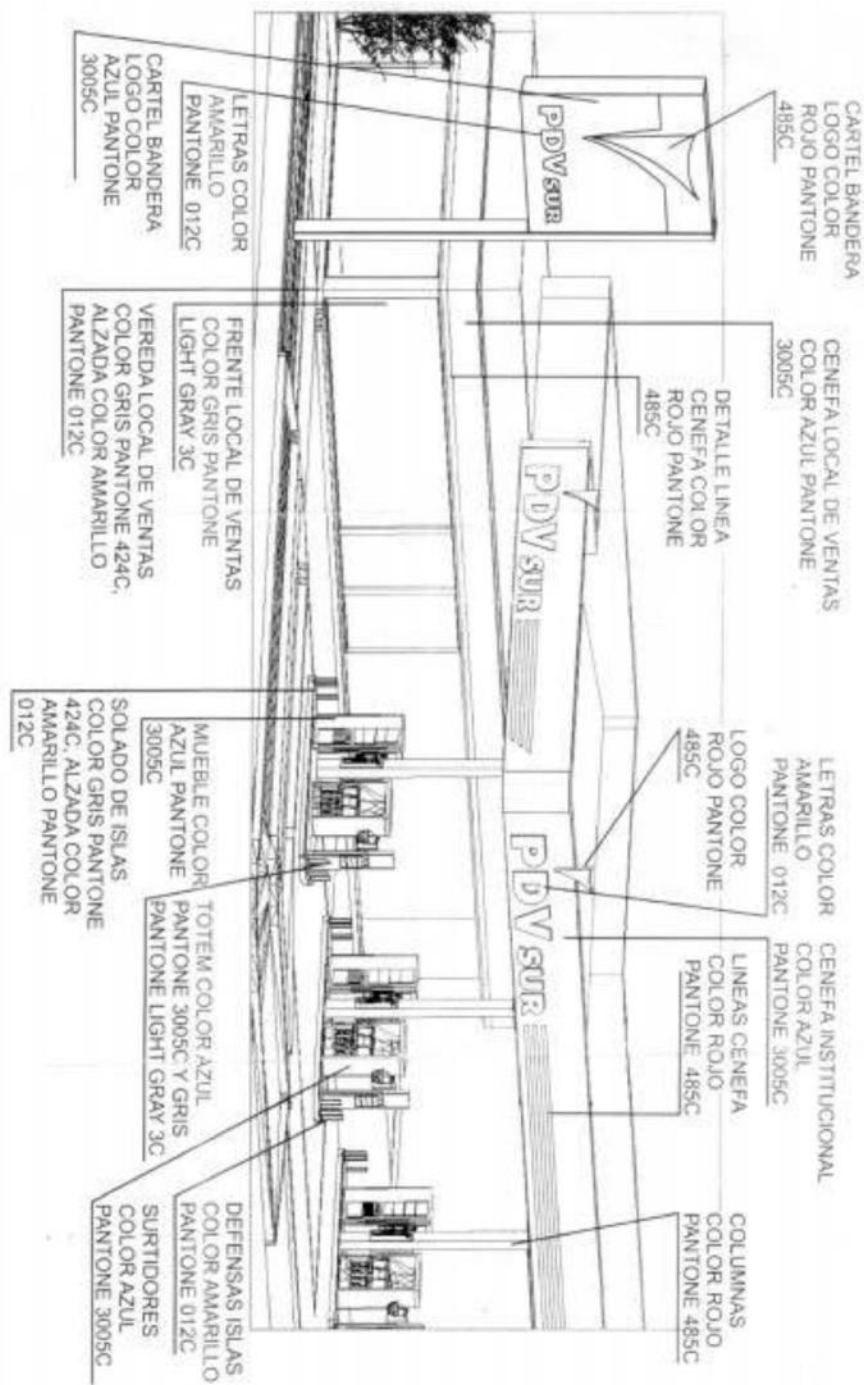 CARTEL BANDERA
LOGO COLOR
ROJO PANTONE
485C
CENEFA LOCAL DE VENTAS
COLOR AZUL PANTONE
3005C
DETALLE LINEA
CENEFA COLOR
ROJO PANTONE
485C
LETRAS COLOR
AMARILLO
PANTONE 012C
LOGO COLOR
ROJO PANTONE
485C
CENEFA INSTITUCIONAL
COLOR AZUL
PANTONE 3005C
LINEAS CENEFA
COLOR ROJO
PANTONE 485C
COLUMNAS
COLOR ROJO
PANTONE 485C
PDV SUR
PDV SUR
PDV SUR
LETRAS COLOR
AMARILLO
PANTONE 012C
CARTEL BANDERA
LOGO COLOR
AZUL PANTONE
3005C
FRENTE LOCAL DE VENTAS
COLOR GRIS PANTONE
LIGHT GRAY 3C
VEREDA LOCAL DE VENTAS
COLOR GRIS PANTONE 424C,
ALZADA COLOR AMARILLO
PANTONE 012C
MUEBLE COLOR
AZUL PANTONE
3005C
SOLADO DE ISLAS
COLOR GRIS PANTONE
424C, ALZADA COLOR
AMARILLO PANTONE
012C
TOTEM COLOR AZUL
PANTONE 3005C Y GRIS
PANTONE LIGHT GRAY 3C
DEFENSAS ISLAS
COLOR AMARILLO
PANTONE 012C
SURTIDORES
COLOR AZUL
PANTONE 3005C